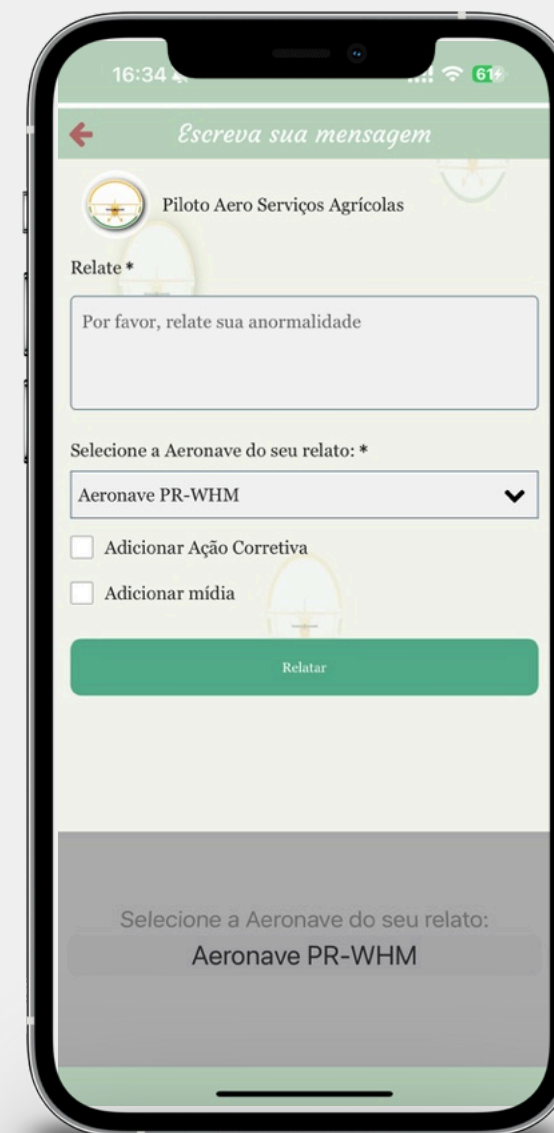 16:34
61
Escreva sua mensagem
Piloto Aero Serviços Agrícolas
Relate *
Por favor, relate sua anormalidade
Selecione a Aeronave do seu relato: *
Aeronave PR-WHM
Adicionar Ação Corretiva
Adicionar mídia
Relatar
Selecione a Aeronave do seu relato:
Aeronave PR-WHM